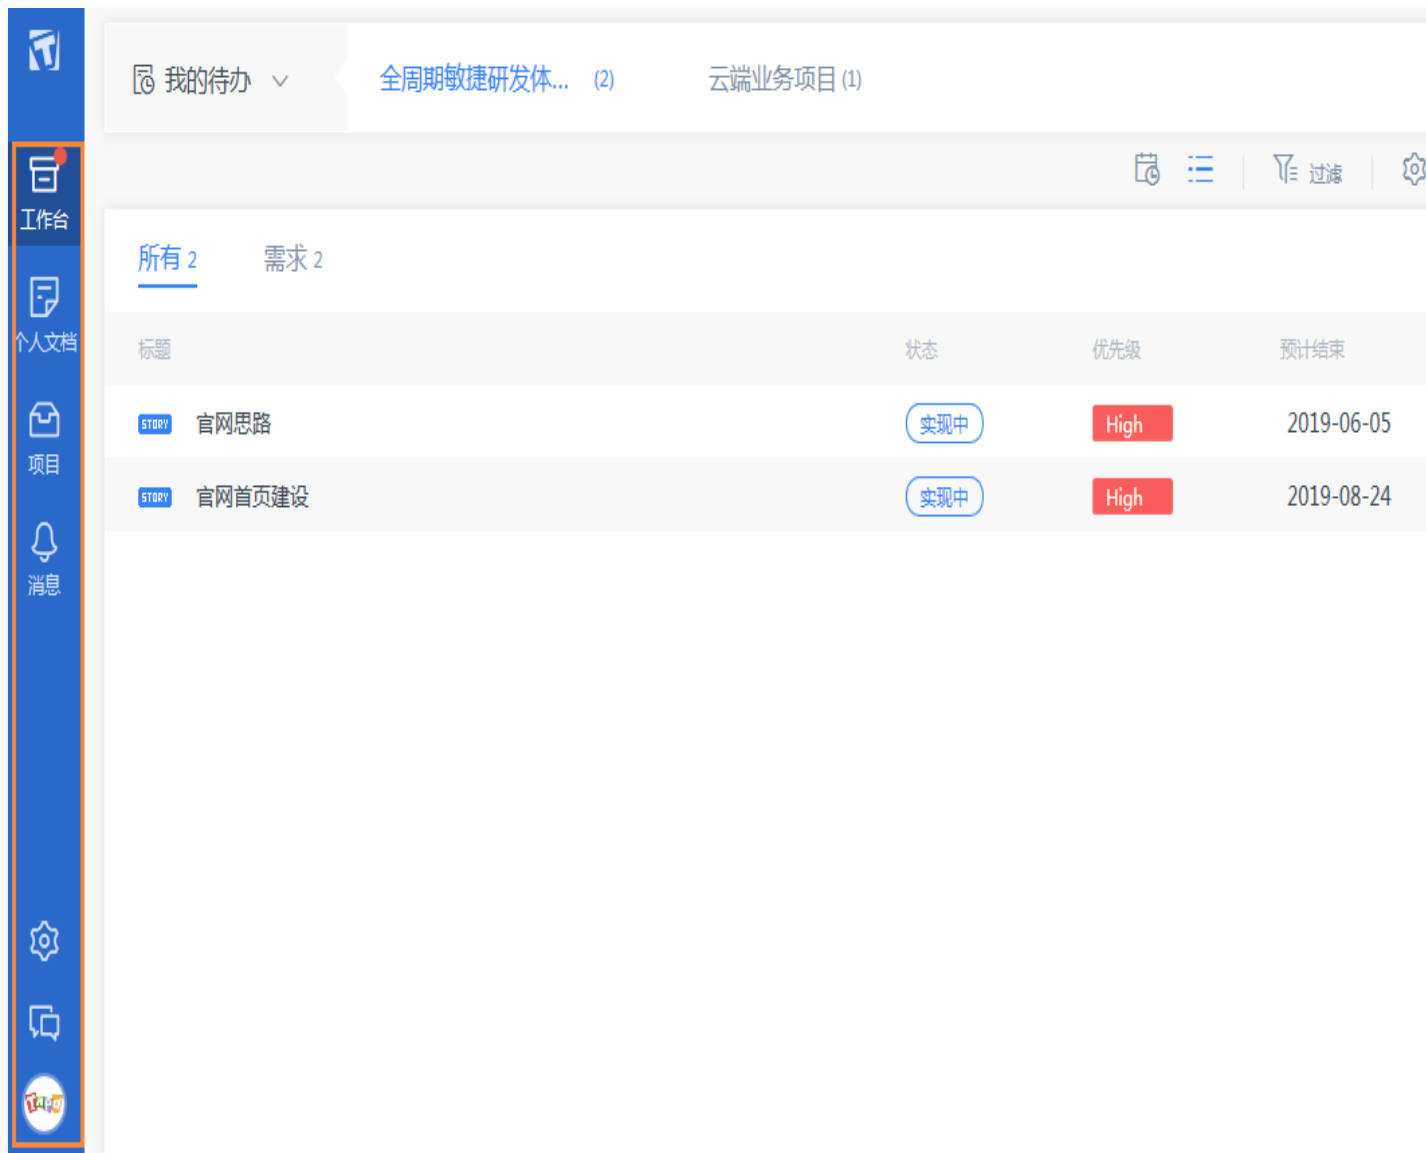 我的待办
全周期敏捷研发体... (2)
云端业务项目 (1)
过滤
工作台
个人文档
项目
消息
所有 2
需求 2
标题 状态 优先级 预计结束
STORY 官网思路 实现中 High 2019-06-05
STORY 官网首页建设 实现中 High 2019-08-24
TAPD